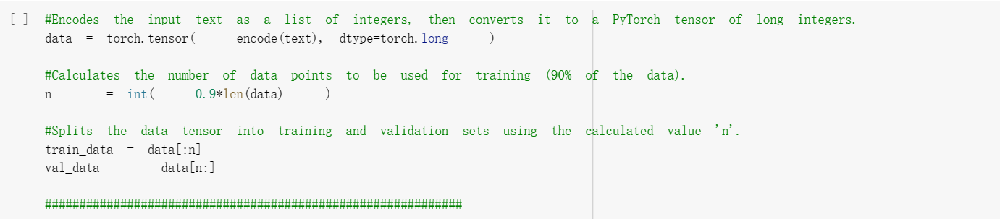 [ ] #Encodes the input text as a list of integers, then converts it to a PyTorch tensor of long integers.
data = torch.tensor( encode(text), dtype=torch.long )
#Calculates the number of data points to be used for training (90% of the data).
n = int( 0.9*len(data) )
#Splits the data tensor into training and validation sets using the calculated value 'n'.
train_data = data[:n]
val_data = data[n:]
#############################################################